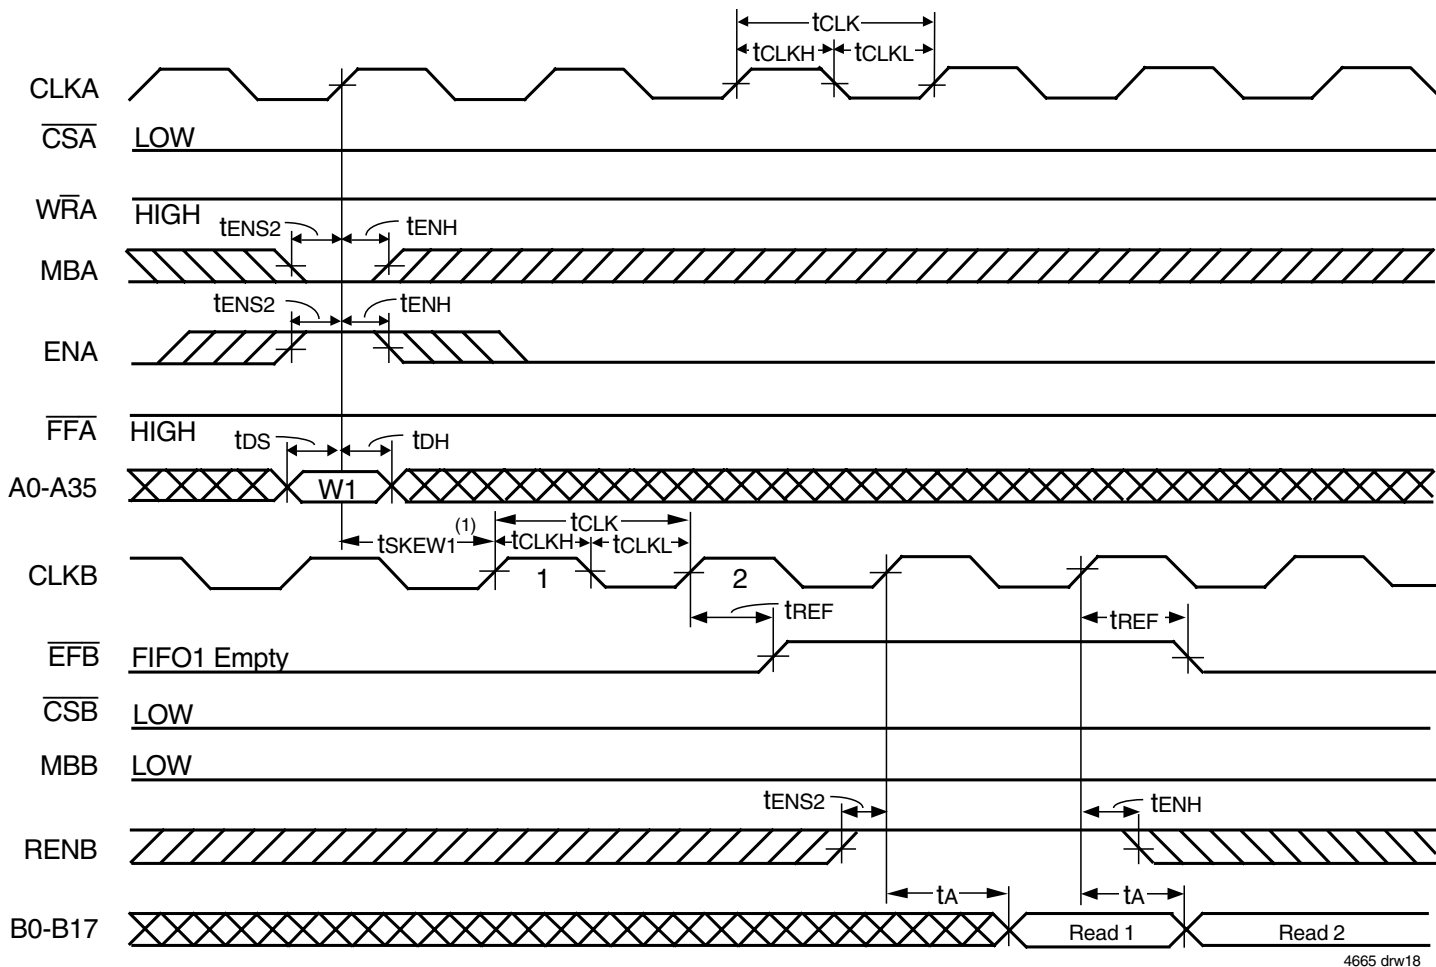 tCLK
tCLKH tCLKL
CLKA
CSA LOW
WRA HIGH
tENS2 tENH
MBA
tENS2 tENH
ENA
FFA HIGH
tDS tDH
A0-A35 W1
tSKEW1(1) tCLK
tCLKH tCLKL
CLKB 1 2
tREF tREF
EFB FIFO1 Empty
CSB LOW
MBB LOW
tENS2 tENH
RENB
tA tA
B0-B17 Read 1 Read 2
4665 drw18